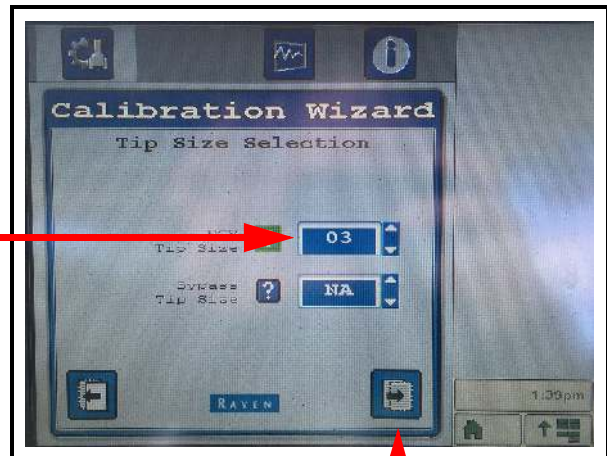 Calibration Wizard
Tip Size Selection
Tip Size
03
Bypass
Tip Size
?
NA
RAVEN
1:39pm